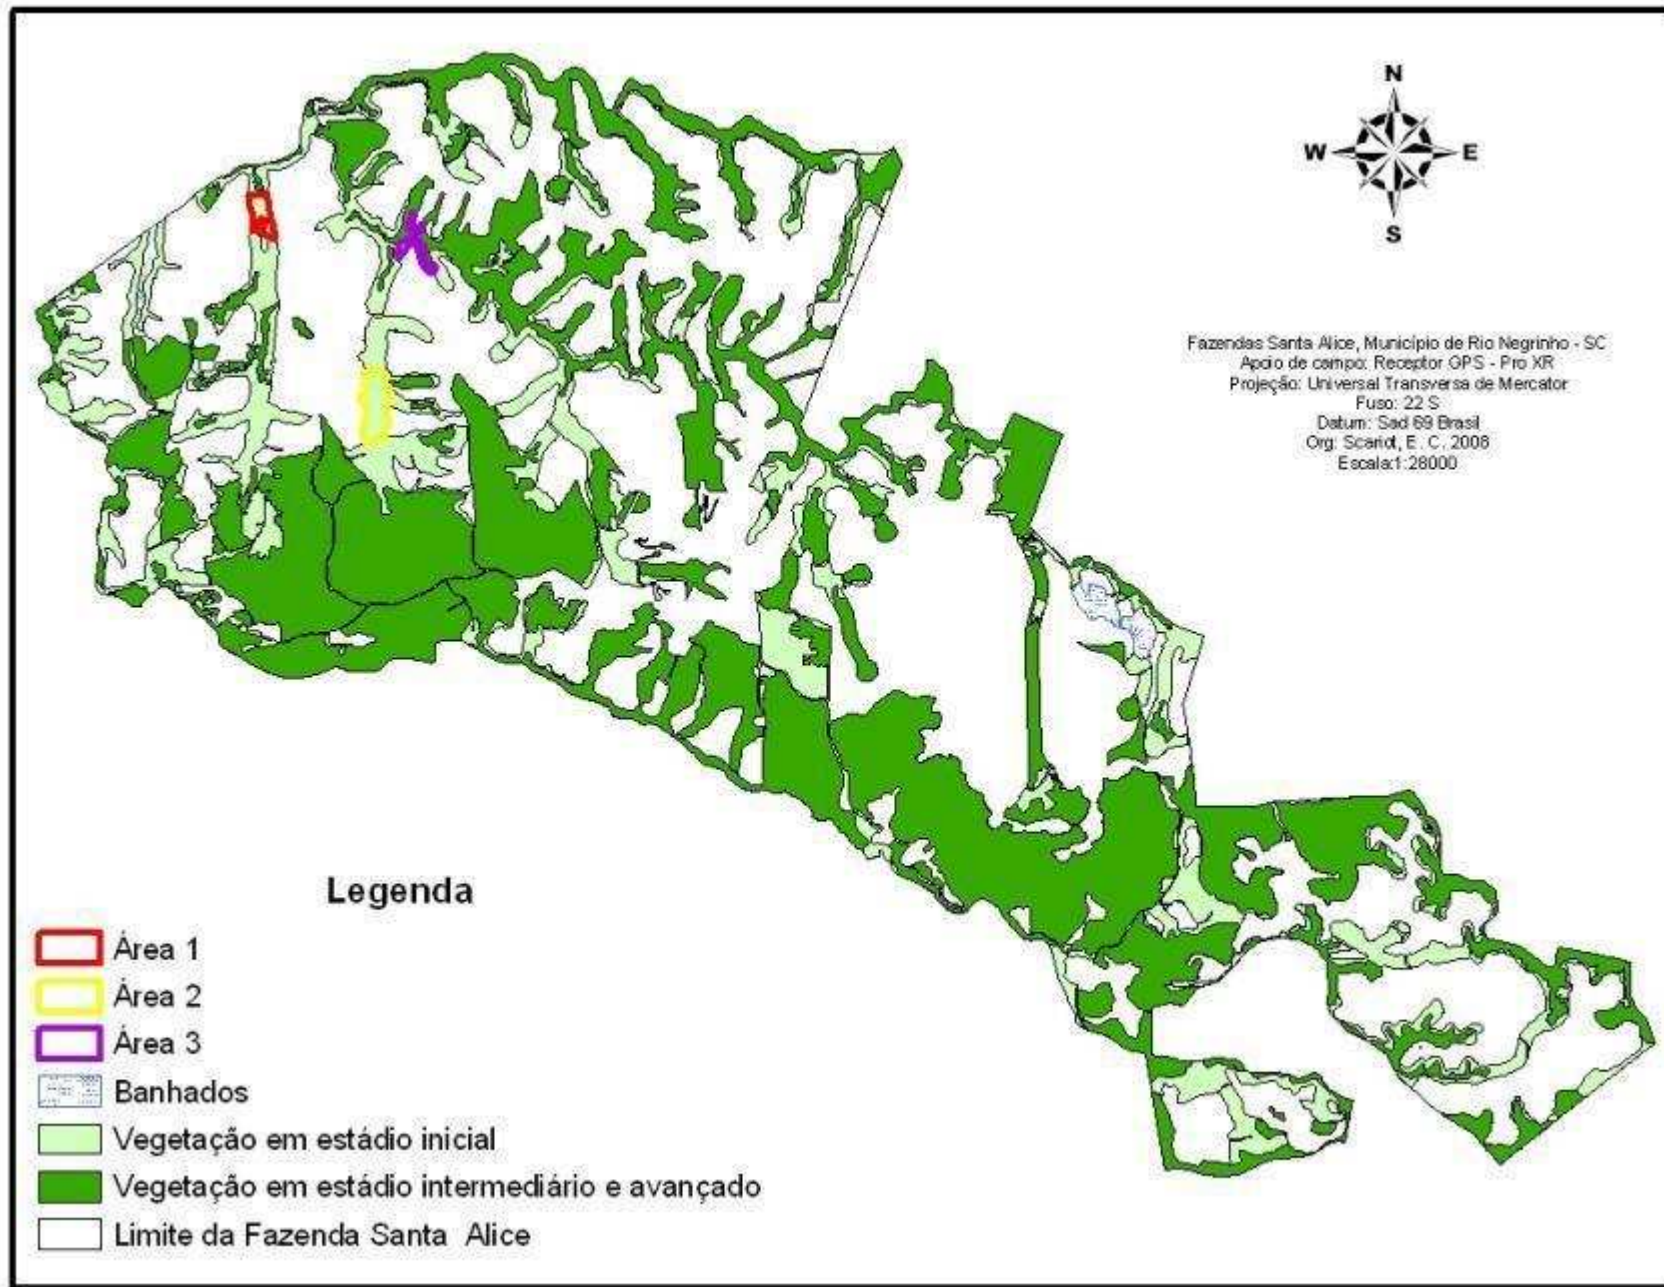 N
W E
S
Fazendas Santa Alice, Município de Rio Negrinho - SC
Apoio de campo: Receptor GPS - Pro XR
Projeção: Universal Transversa de Mercator
Fuso: 22 S
Datum: Sad 69 Brasil
Org: Scariot, E. C. 2008
Escala:1:28000
Legenda
Área 1
Área 2
Área 3
Banhados
Vegetação em estádio inicial
Vegetação em estádio intermediário e avançado
Limite da Fazenda Santa Alice